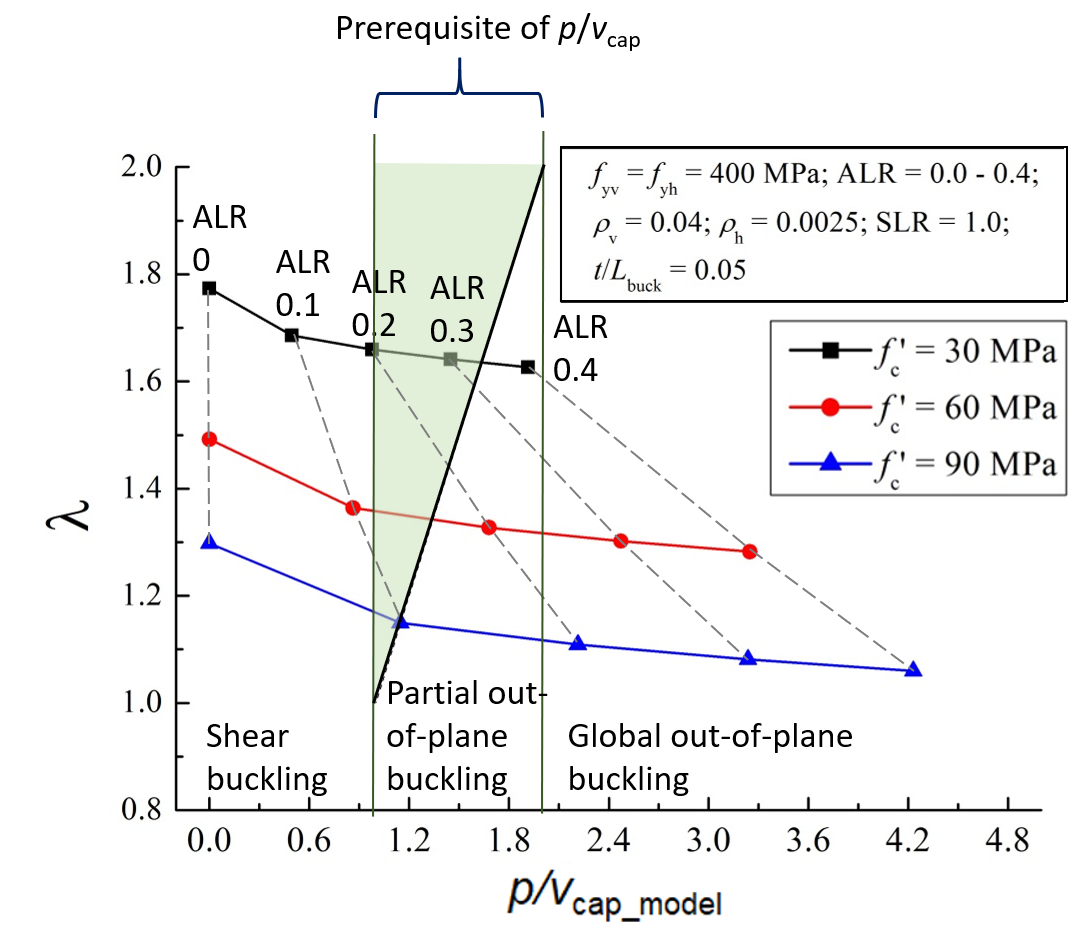 Prerequisite of p/vcap
fyv = fyh = 400 MPa; ALR = 0.0 - 0.4;
ρv = 0.04; ρh = 0.0025; SLR = 1.0;
t/Lbuck = 0.05
fc' = 30 MPa
fc' = 60 MPa
fc' = 90 MPa
ALR
0
ALR
0.1
ALR
0.2
ALR
0.3
ALR
0.4
2.0
1.8
1.6
1.4
1.2
1.0
0.8
λ
Shear
buckling
Partial out-
of-plane
buckling
Global out-of-plane
buckling
0.0 0.6 1.2 1.8 2.4 3.0 3.6 4.2 4.8
p/vcap_model